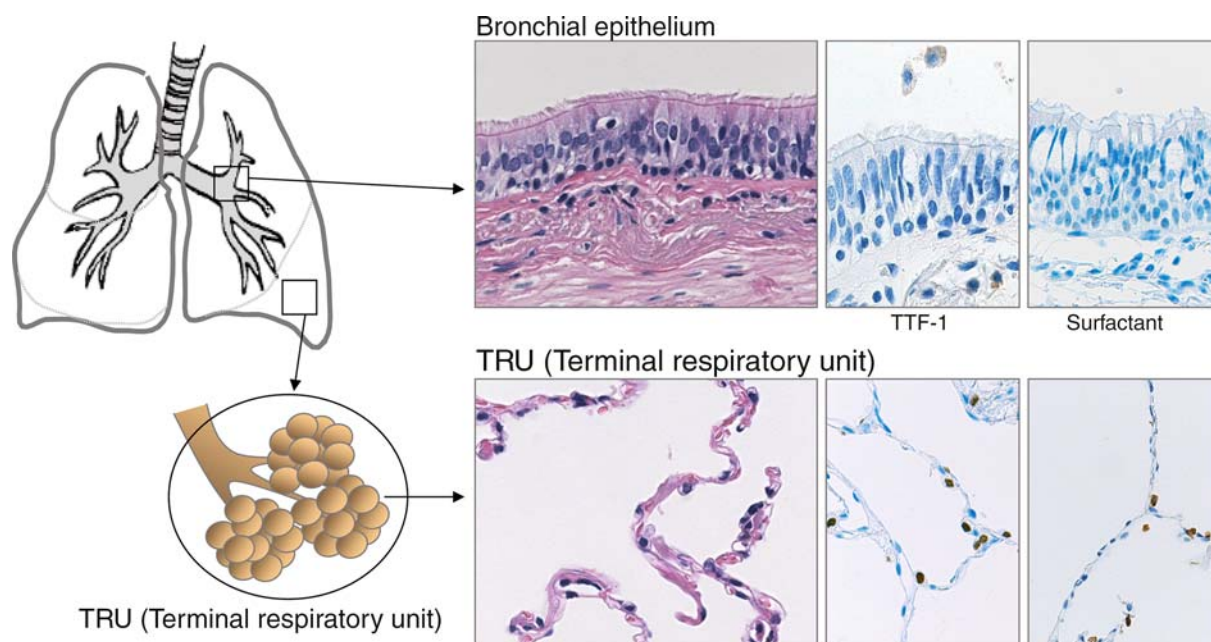 Bronchial epithelium
TTF-1
Surfactant
TRU (Terminal respiratory unit)
TRU (Terminal respiratory unit)